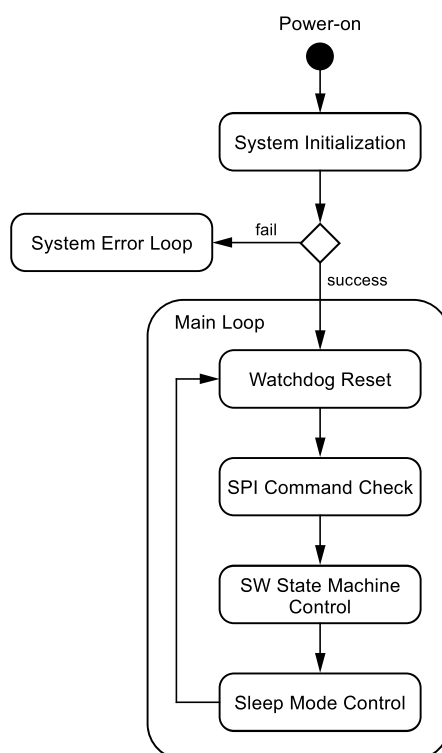 Power-on
System Initialization
fail
System Error Loop
success
Main Loop
Watchdog Reset
SPI Command Check
SW State Machine
Control
Sleep Mode Control